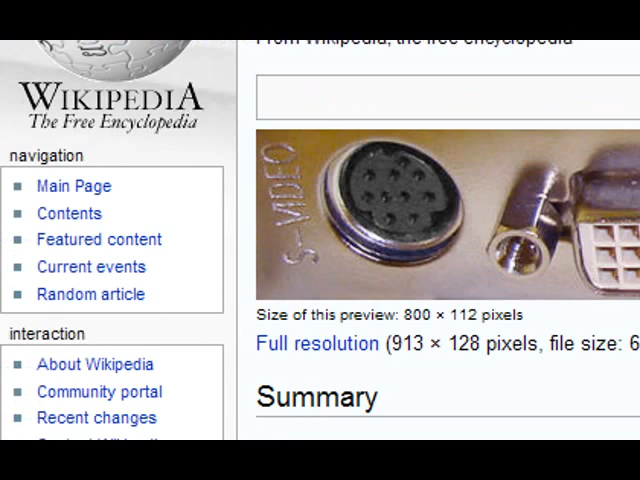 From Wikipedia, the free encyclopedia
WIKIPEDIA
The Free Encyclopedia
navigation
Main Page
Contents
Featured content
Current events
Random article
interaction
About Wikipedia
Community portal
Recent changes
S-VIDEO
Size of this preview: 800 × 112 pixels
Full resolution (913 × 128 pixels, file size: 6
Summary